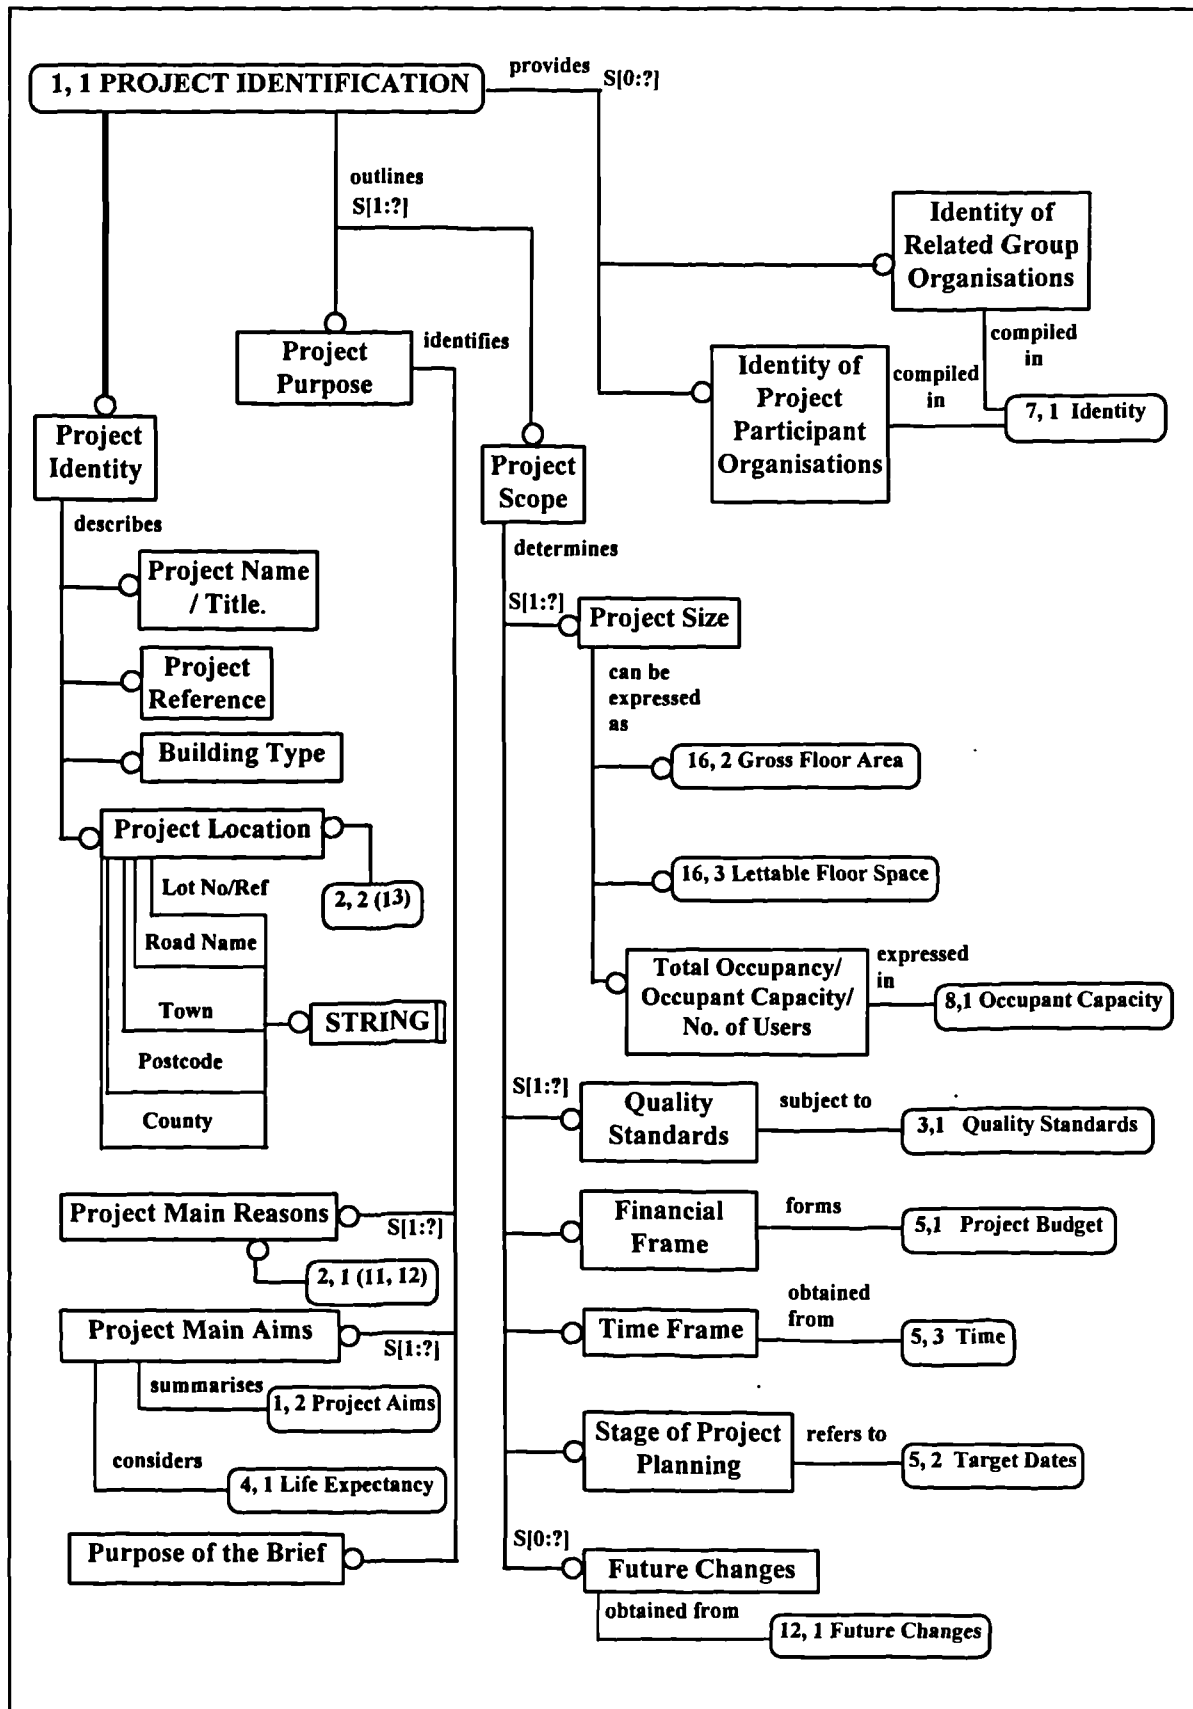 1, 1 PROJECT IDENTIFICATION
provides
S[0:?]
outlines
S[1:?]
Identity of
Related Group
Organisations
compiled
in
Project
Purpose
identifies
Identity of
Project
Participant
Organisations
compiled
in
7, 1 Identity
Project
Identity
describes
Project
Scope
determines
Project Name
/ Title.
Project
Reference
Building Type
Project Location
2, 2 (13)
Lot No/Ref
Road Name
Town
Postcode
County
STRING
S[1:?]
Project Size
can be
expressed
as
16, 2 Gross Floor Area
16, 3 Lettable Floor Space
Total Occupancy/
Occupant Capacity/
No. of Users
expressed
in
8,1 Occupant Capacity
S[1:?]
Quality
Standards
subject to
3,1 Quality Standards
Project Main Reasons
S[1:?]
2, 1 (11, 12)
Financial
Frame
forms
5,1 Project Budget
Project Main Aims
S[1:?]
summarises
1, 2 Project Aims
considers
4, 1 Life Expectancy
Time Frame
obtained
from
5, 3 Time
Stage of Project
Planning
refers to
5, 2 Target Dates
Purpose of the Brief
S[0:?]
Future Changes
obtained from
12, 1 Future Changes